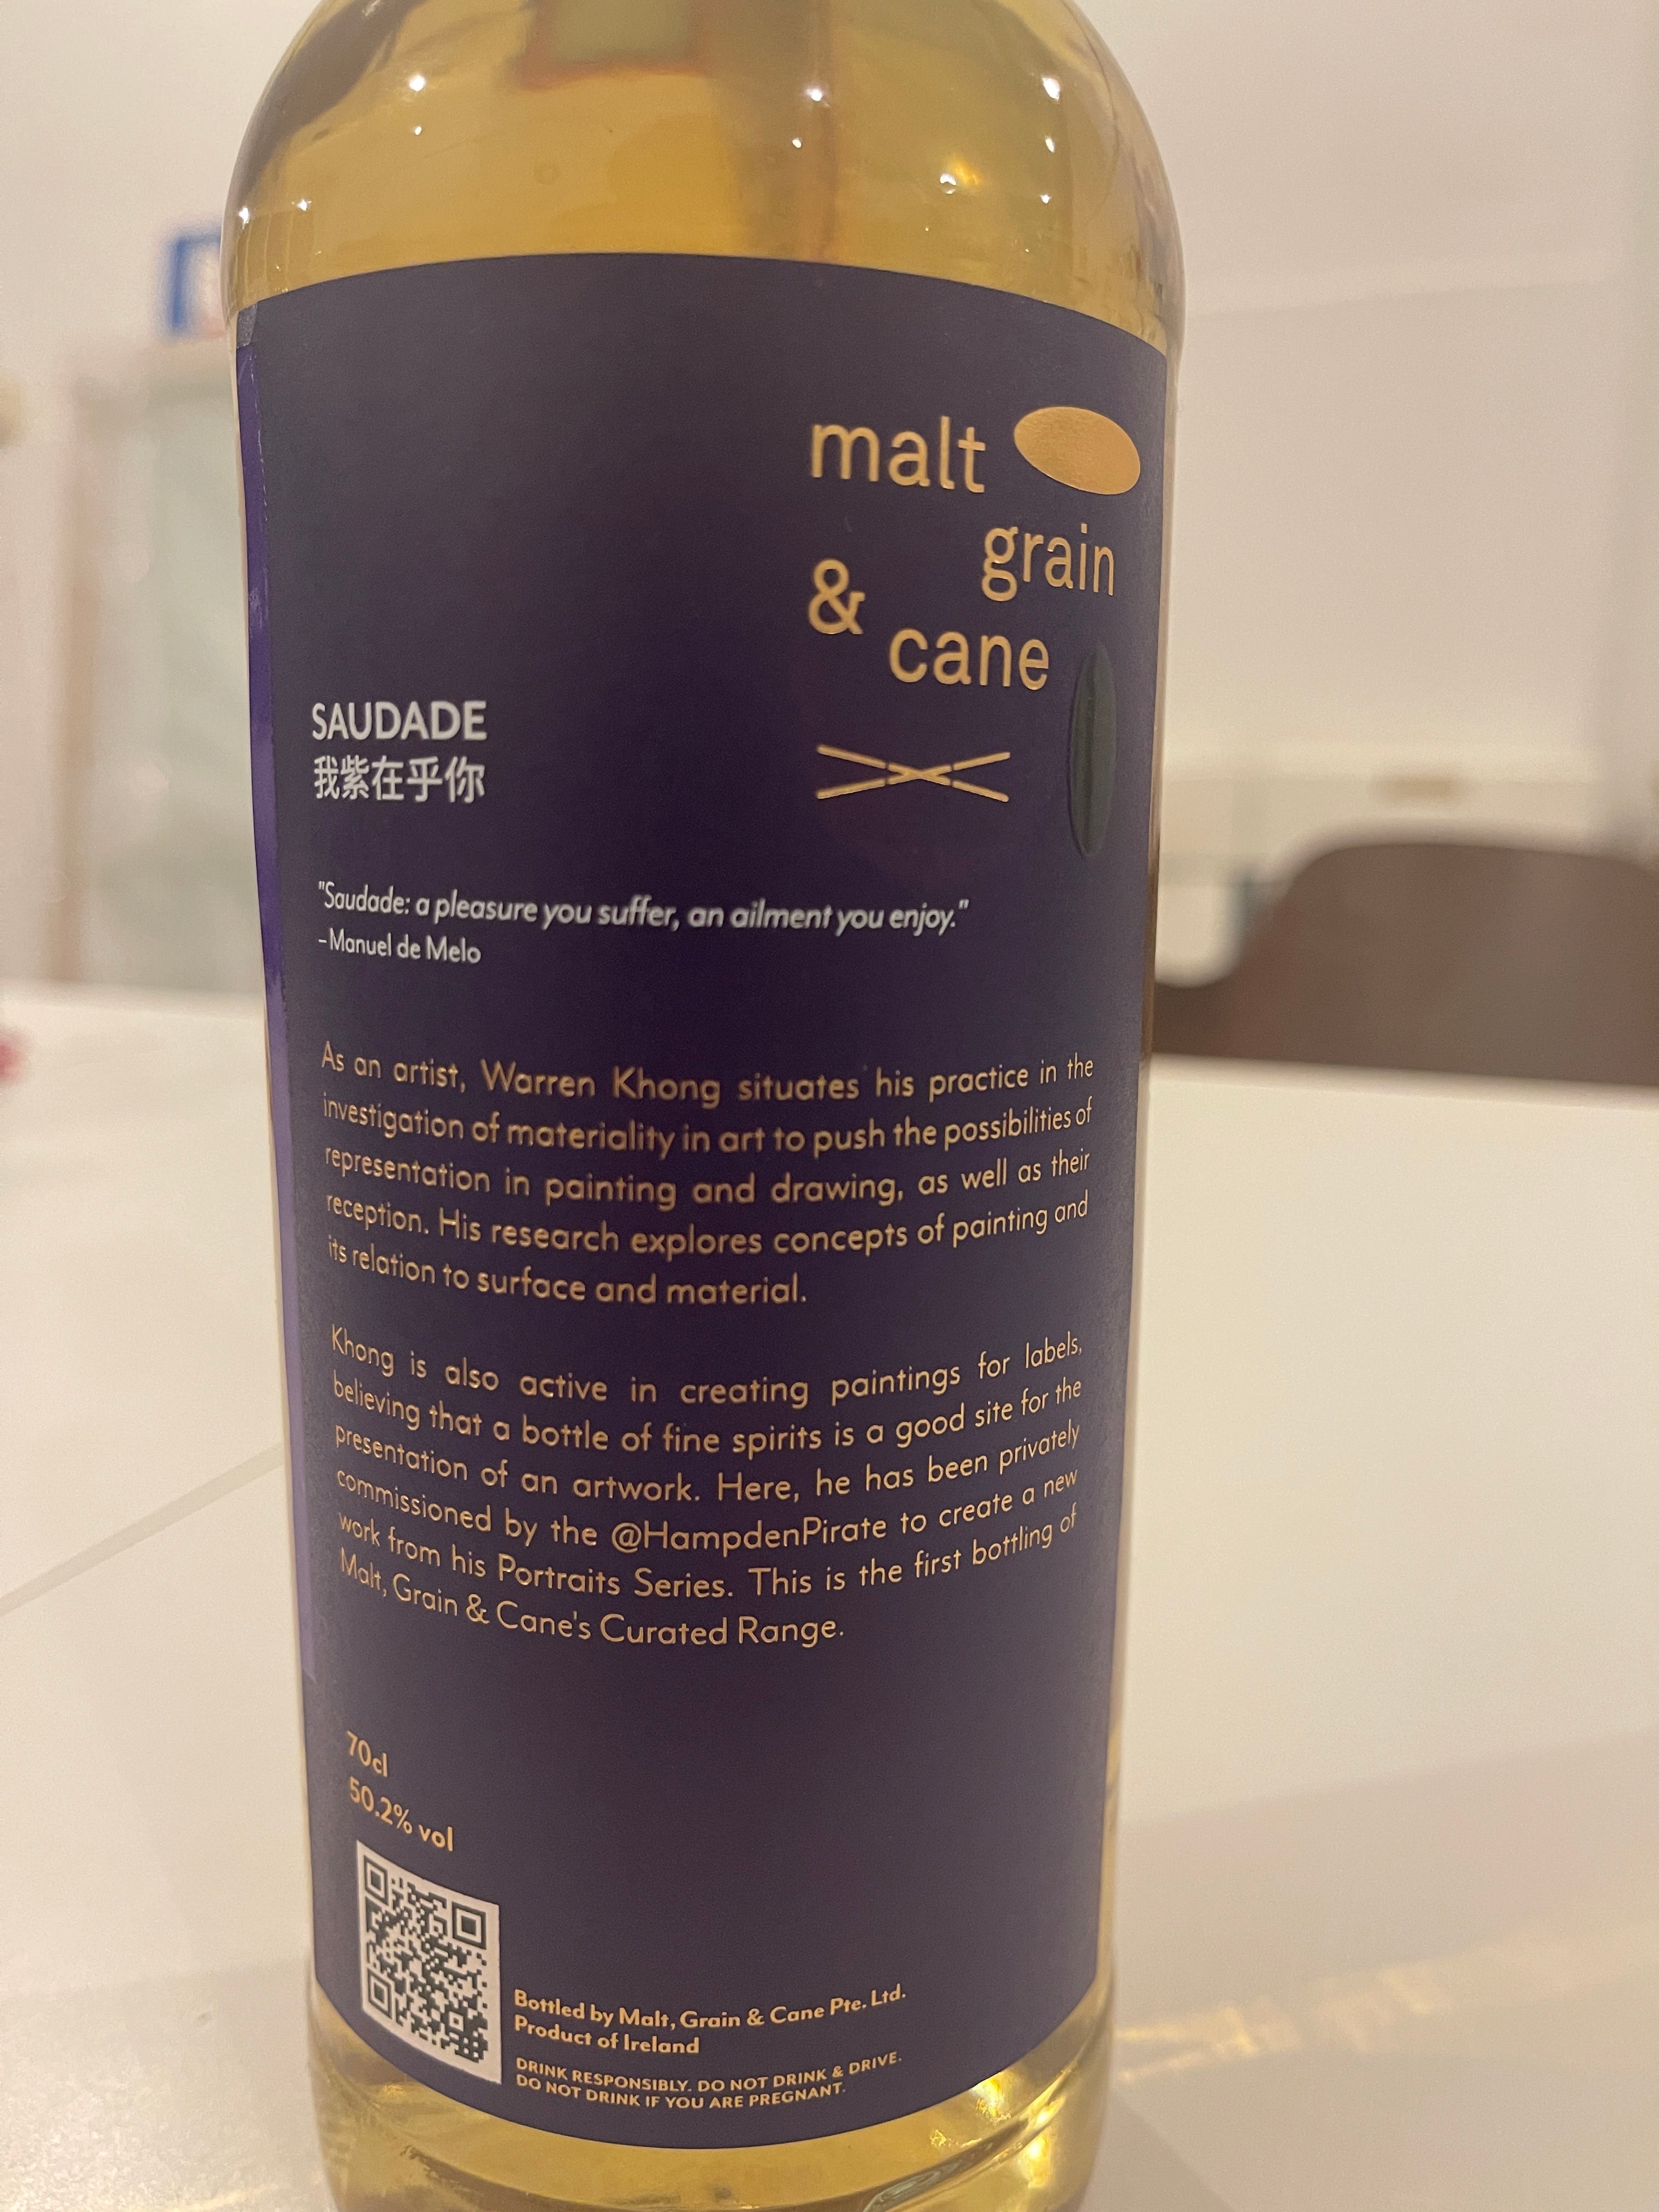 malt
grain
& cane
SAUDADE
我紫在乎你
"Saudade: a pleasure you suffer, an ailment you enjoy."
–Manuel de Melo
As an artist, Warren Khong situates his practice in the
investigation of materiality in art to push the possibilities of
representation in painting and drawing, as well as their
reception. His research explores concepts of painting and
its relation to surface and material.
Khong is also active in creating paintings for labels,
believing that a bottle of fine spirits is a good site for the
presentation of an artwork. Here, he has been privately
commissioned by the @HampdenPirate to create a new
work from his Portraits Series. This is the first bottling of
Malt, Grain & Cane's Curated Range.
70cl
50.2% vol
Bottled by Malt, Grain & Cane Pte. Ltd.
Product of Ireland
DRINK RESPONSIBLY. DO NOT DRINK & DRIVE.
DO NOT DRINK IF YOU ARE PREGNANT.